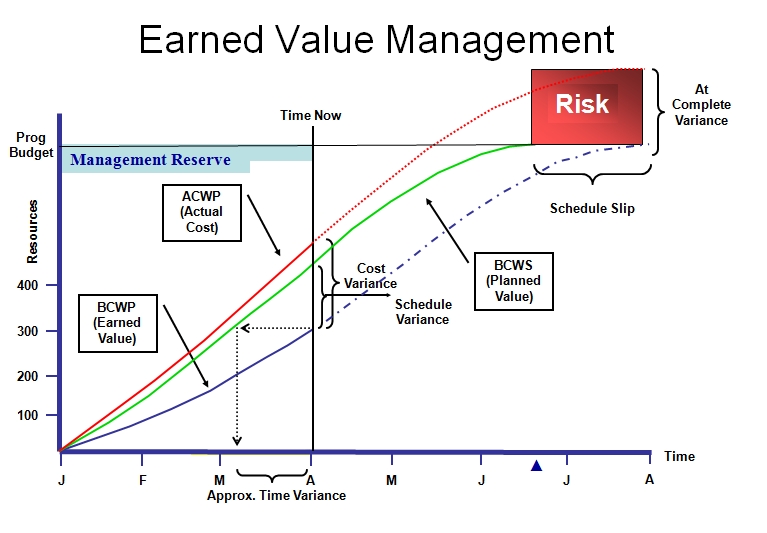 Earned Value Management
Risk
At
Complete
Variance
Time Now
Prog
Budget
Management Reserve
ACWP
(Actual
Cost)
Schedule Slip
Resources
Cost
Variance
BCWS
(Planned
Value)
Schedule
Variance
BCWP
(Earned
Value)
400
300
200
100
Time
J
F
M
A
M
J
J
A
Approx. Time Variance